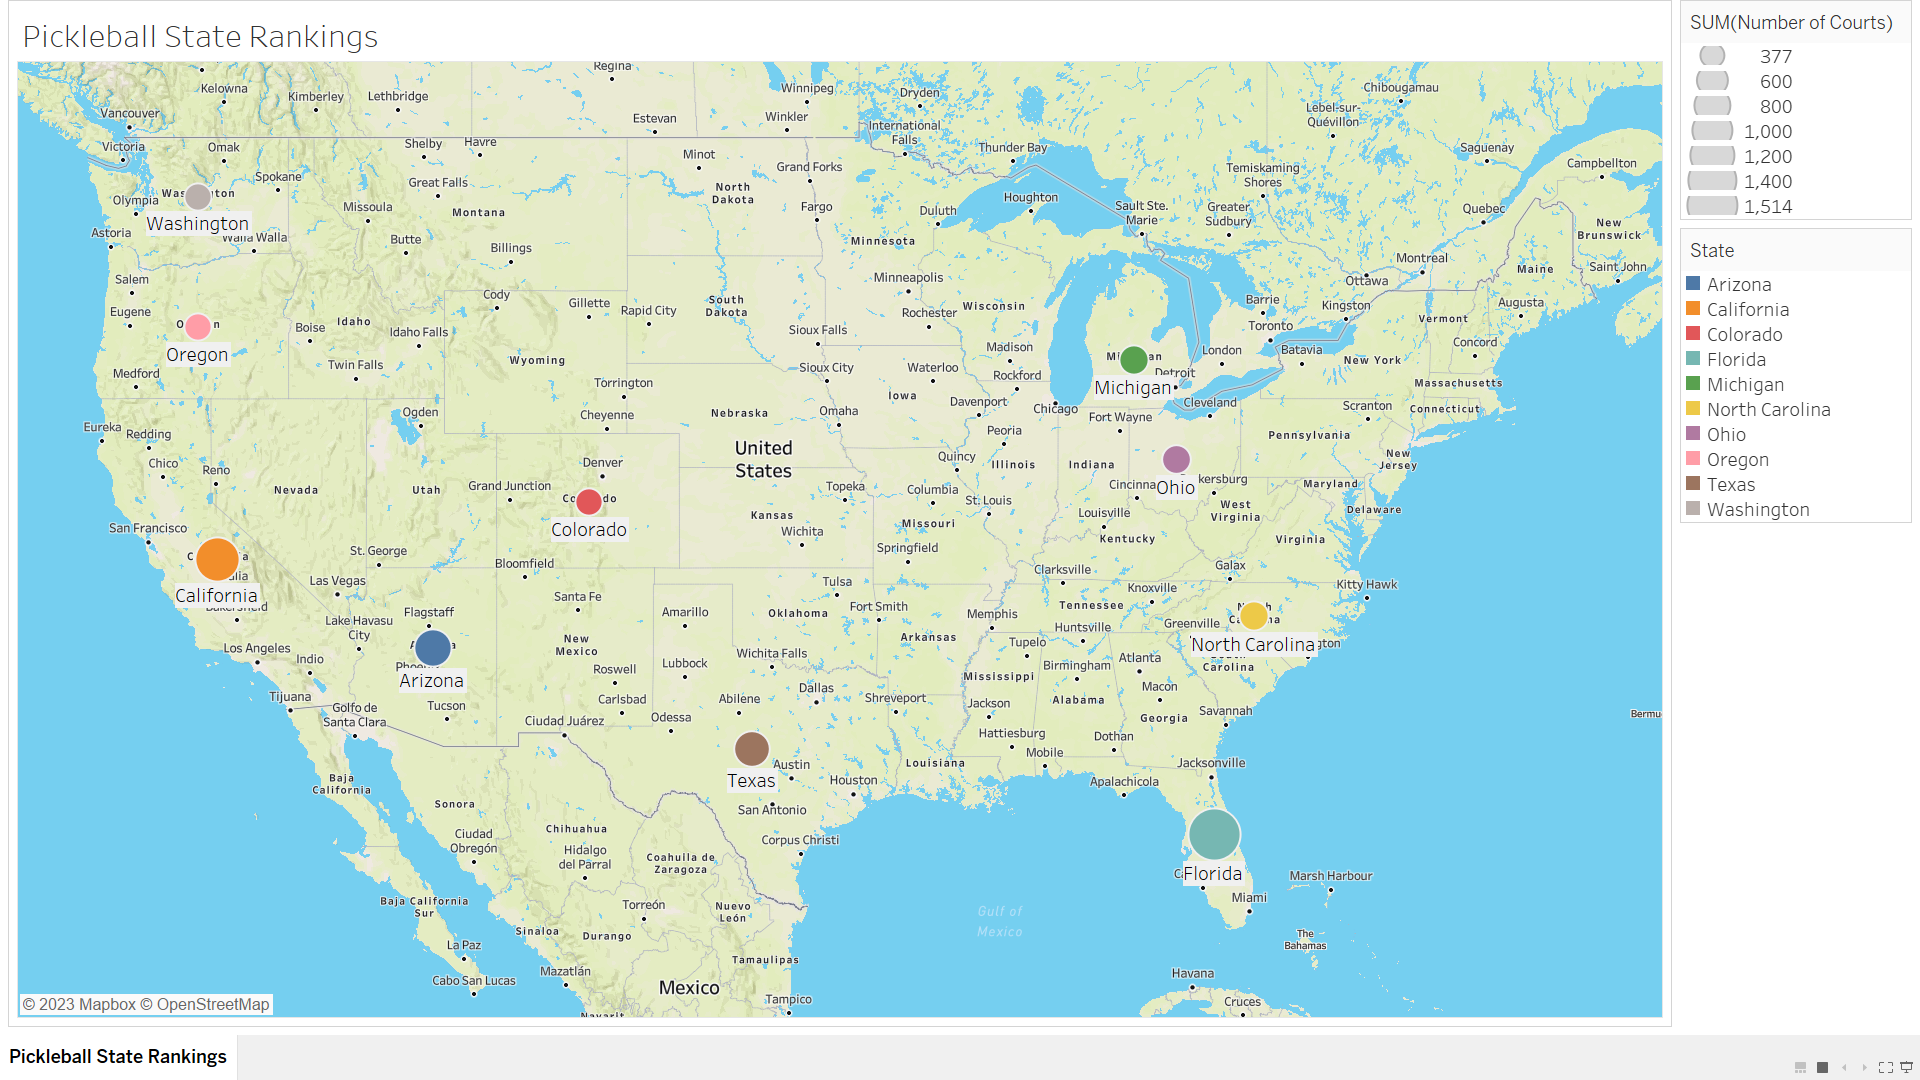 Pickleball State Rankings
Regina
Kelowna
Kimberley
Lethbridge
Winnipeg
Dryden
Chibougamau
Vancouver
Estevan
Winkler
International
Falls
Lebel-sur-
Quévillon
Victoria
Omak
Shelby
Havre
Minot
Grand Forks
Thunder Bay
Saguenay
Campbellton
Temiskaming
Shores
Spokane
Great Falls
North
Dakota
Olympia
Missoula
Montana
Fargo
Duluth
Houghton
Sault Ste.
Marie
Greater
Sudbury
Quebec
New
Brunswick
Washington
Astoria
Walla Walla
Butte
Billings
Minnesota
Montreal
Saint John
Salem
Minneapolis
Ottawa
Maine
Cody
Gillette
Rapid City
South
Dakota
Wisconsin
Barrie
Kingston
Augusta
Eugene
Boise
Idaho
Idaho Falls
Sioux Falls
Rochester
Toronto
Vermont
Oregon
Twin Falls
Wyoming
Madison
London
Batavia
New York
Concord
Medford
Torrington
Sioux City
Waterloo
Rockford
Michigan
Detroit
Massachusetts
Eureka
Redding
Ogden
Cheyenne
Nebraska
Omaha
Iowa
Davenport
Chicago
Fort Wayne
Cleveland
Scranton
Connecticut
Chico
Reno
Denver
United
States
Peoria
Quincy
Illinois
Indiana
Pennsylvania
New
Jersey
Nevada
Utah
Grand Junction
Topeka
Columbia
St. Louis
Ohio
Maryland
West
Virginia
Delaware
San Francisco
Colorado
Kansas
Wichita
Missouri
Louisville
Kentucky
Virginia
St. George
Bloomfield
Springfield
California
Las Vegas
Santa Fe
Tulsa
Clarksville
Knoxville
Galax
Kitty Hawk
Flagstaff
Amarillo
Oklahoma
Fort Smith
Memphis
Tennessee
Lake Havasu
City
Greenville
Los Angeles
Indio
New
Mexico
Arkansas
Tupelo
Huntsville
North Carolina
Carolina
Arizona
Roswell
Lubbock
Wichita Falls
Birmingham
Atlanta
Tijuana
Tucson
Carlsbad
Abilene
Dallas
Shreveport
Mississippi
Alabama
Macon
Golfo de
Santa Clara
Ciudad Juárez
Odessa
Jackson
Georgia
Savannah
Hattiesburg
Dothan
Mobile
Texas
Austin
Houston
Louisiana
Jacksonville
Apalachicola
Baja
California
Sonora
San Antonio
Chihuahua
Ciudad
Obregón
Hidalgo
del Parral
Coahuila de
Zaragoza
Corpus Christi
Florida
Marsh Harbour
Miami
Baja California
Sur
Torreón
Nuevo
León
Gulf of
Mexico
Sinaloa
Durango
The
Bahamas
La Paz
Tamaulipas
Cabo San Lucas
Mazatlán
Mexico
Tampico
Havana
Cruces
© 2023 Mapbox © OpenStreetMap
SUM(Number of Courts)
377
600
800
1,000
1,200
1,400
1,514
State
Arizona
California
Colorado
Florida
Michigan
North Carolina
Ohio
Oregon
Texas
Washington
Pickleball State Rankings